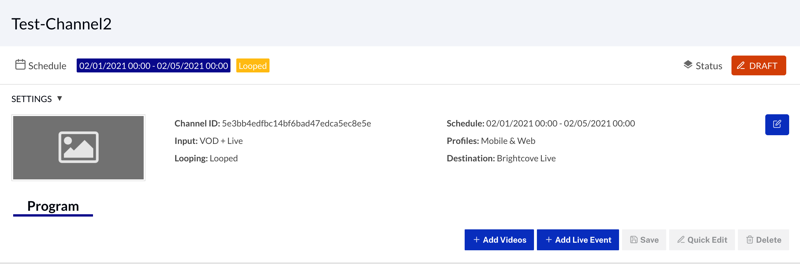 Test-Channel2
Schedule 02/01/2021 00:00 - 02/05/2021 00:00 Looped Status DRAFT
SETTINGS
Channel ID: 5e3bb4edfbc14bf6bad47edca5ec8e5e Schedule: 02/01/2021 00:00 - 02/05/2021 00:00
Input: VOD + Live Profiles: Mobile & Web
Looping: Looped Destination: Brightcove Live
Program
+ Add Videos + Add Live Event Save Quick Edit Delete